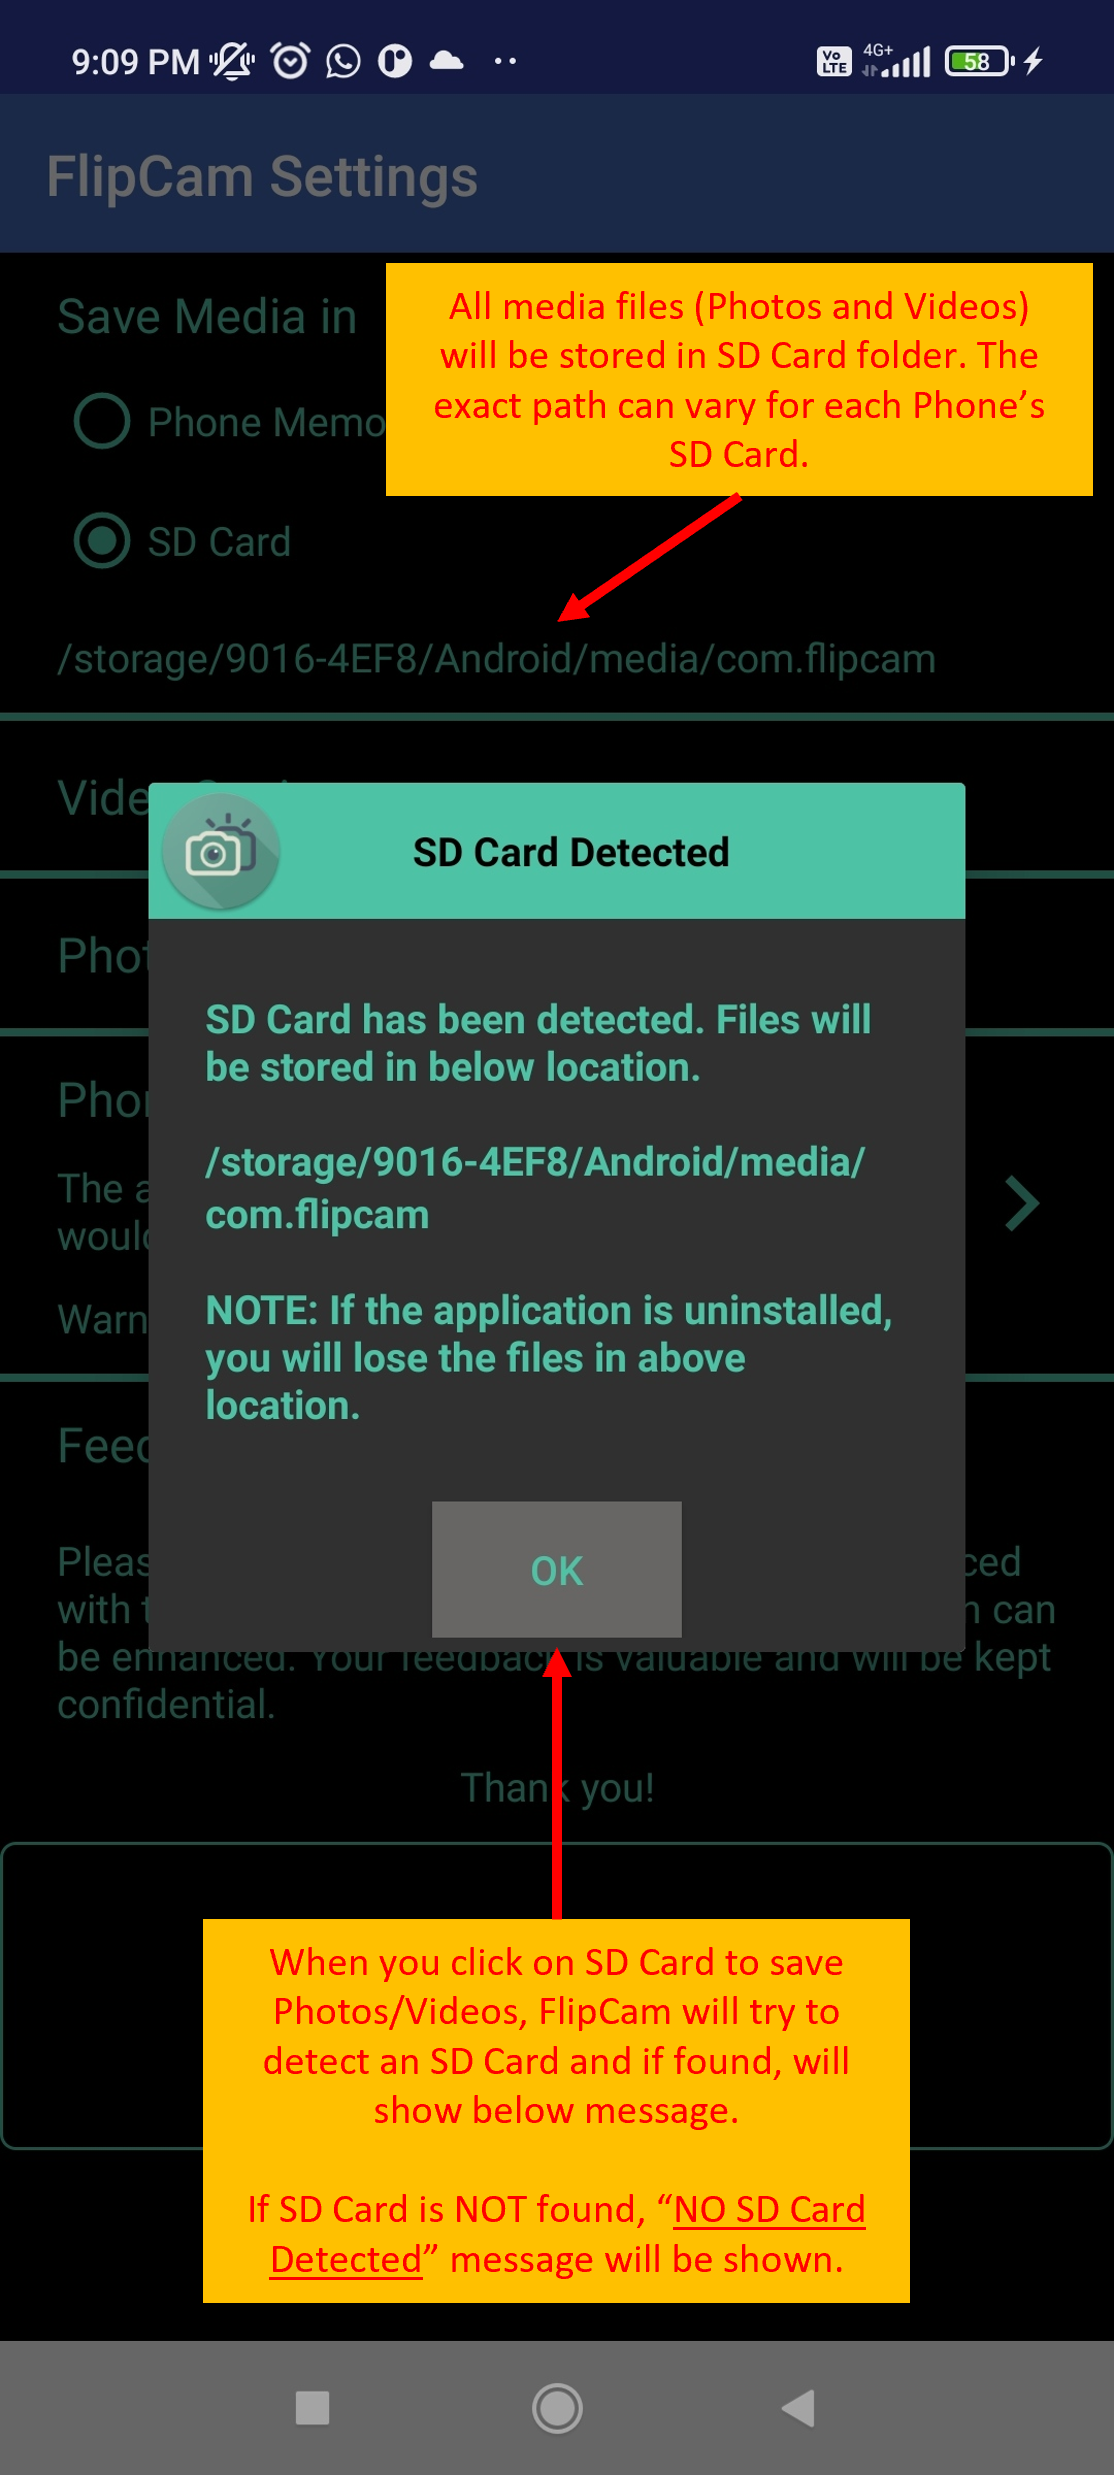 9:09 PM
Vo LTE 4G+ 58
FlipCam Settings
Save Media in
All media files (Photos and Videos)
will be stored in SD Card folder. The
exact path can vary for each Phone’s
SD Card.
Phone Memo
SD Card
/storage/9016-4EF8/Android/media/com.flipcam
SD Card Detected
SD Card has been detected. Files will
be stored in below location.
/storage/9016-4EF8/Android/media/
com.flipcam
NOTE: If the application is uninstalled,
you will lose the files in above
location.
OK
The
Feed
with
can
be enhanced. Your feedback is valuable and will be kept
confidential.
Thank you!
When you click on SD Card to save
Photos/Videos, FlipCam will try to
detect an SD Card and if found, will
show below message.
If SD Card is NOT found, “NO SD Card
Detected” message will be shown.